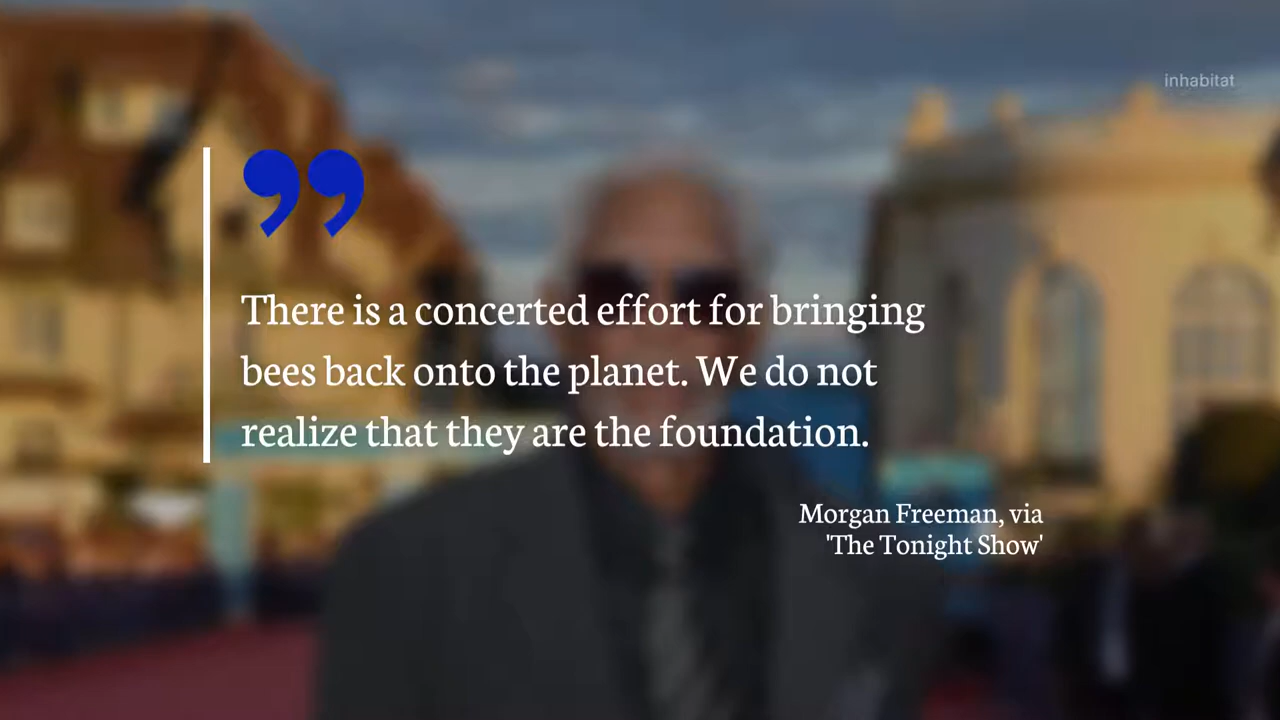 inhabitat
There is a concerted effort for bringing
bees back onto the planet. We do not
realize that they are the foundation.
Morgan Freeman, via
'The Tonight Show'